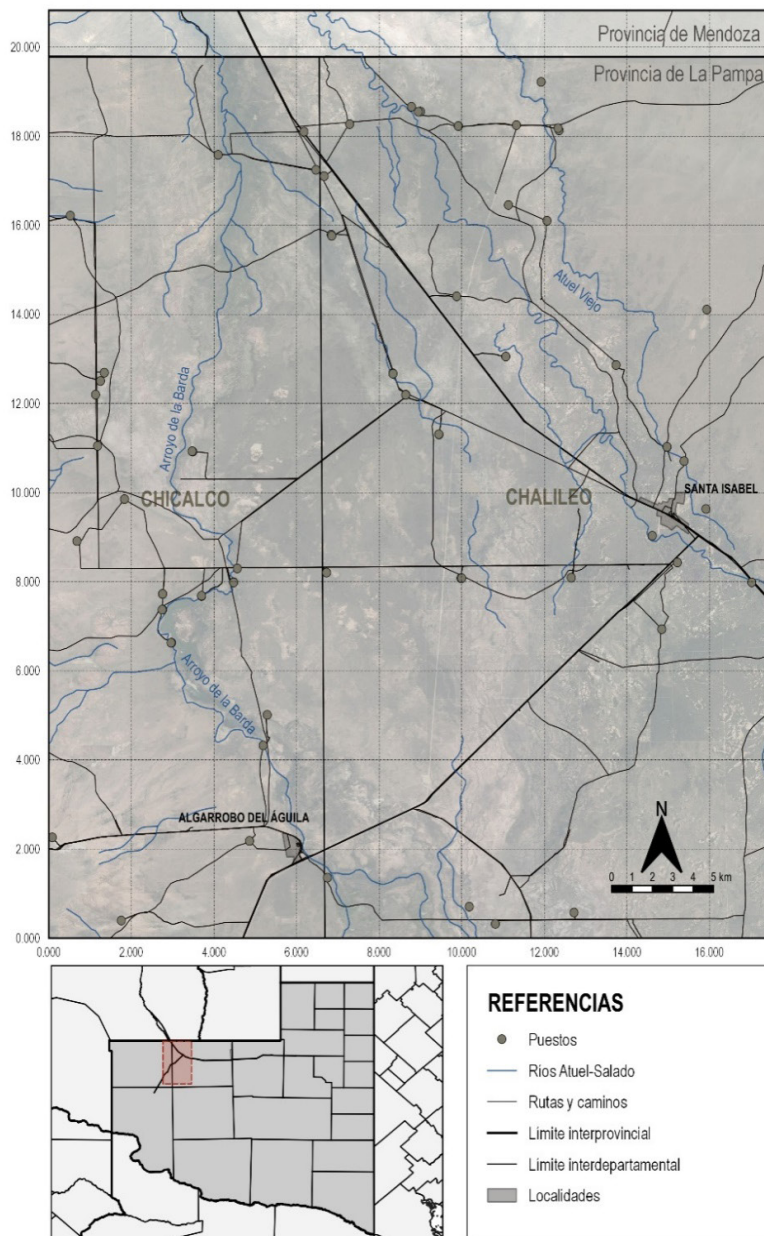 20.000
Provincia de Mendoza
Provincia de La Pampa
18.000
16.000
Atuel Viejo
14.000
12.000
Arroyo de la Barda
10.000
CHICALCO
CHALILEO
SANTA ISABEL
8.000
6.000
Arroyo de la Barda
4.000
ALGARROBO DEL ÁGUILA
2.000
N
0 1 2 3 4 5 km
0.000
0.000 2.000 4.000 6.000 8.000 10.000 12.000 14.000 16.000
REFERENCIAS
Puestos
Rios Atuel-Salado
Rutas y caminos
Limite interprovincial
Limite interdepartamental
Localidades